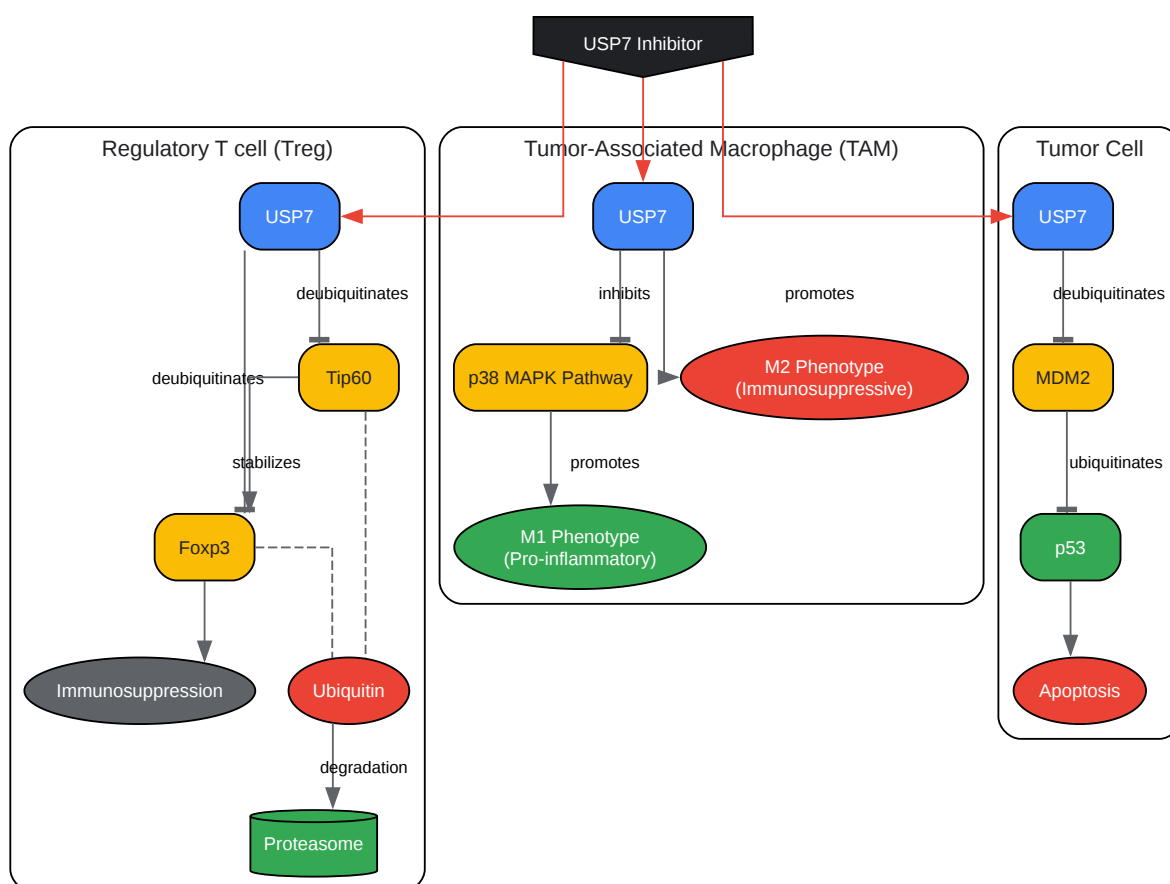 USP7 Inhibitor
Regulatory T cell (Treg)
Tumor-Associated Macrophage (TAM)
Tumor Cell
USP7
USP7
USP7
deubiquitinates
inhibits
promotes
deubiquitinates
Tip60
p38 MAPK Pathway
M2 Phenotype
(Immunosuppressive)
MDM2
deubiquitinates
stabilizes
promotes
ubiquitinates
Foxp3
M1 Phenotype
(Pro-inflammatory)
p53
Immunosuppression
Ubiquitin
Apoptosis
degradation
Proteasome